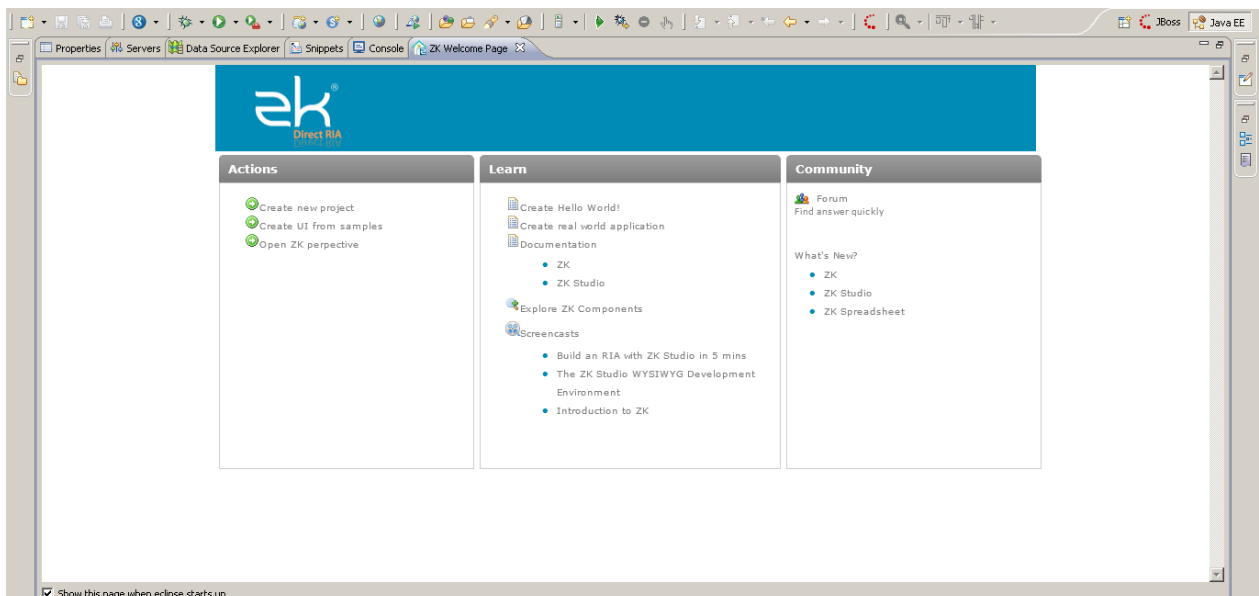 JBoss
Java EE
Properties
Servers
Data Source Explorer
Snippets
Console
ZK Welcome Page
zk®
Direct RIA
Actions
Create new project
Create UI from samples
Open ZK perpective
Learn
Create Hello World!
Create real world application
Documentation
ZK
ZK Studio
Explore ZK Components
Screencasts
Build an RIA with ZK Studio in 5 mins
The ZK Studio WYSIWYG Development
Environment
Introduction to ZK
Community
Forum
Find answer quickly
What's New?
ZK
ZK Studio
ZK Spreadsheet
Show this page when eclipse starts up